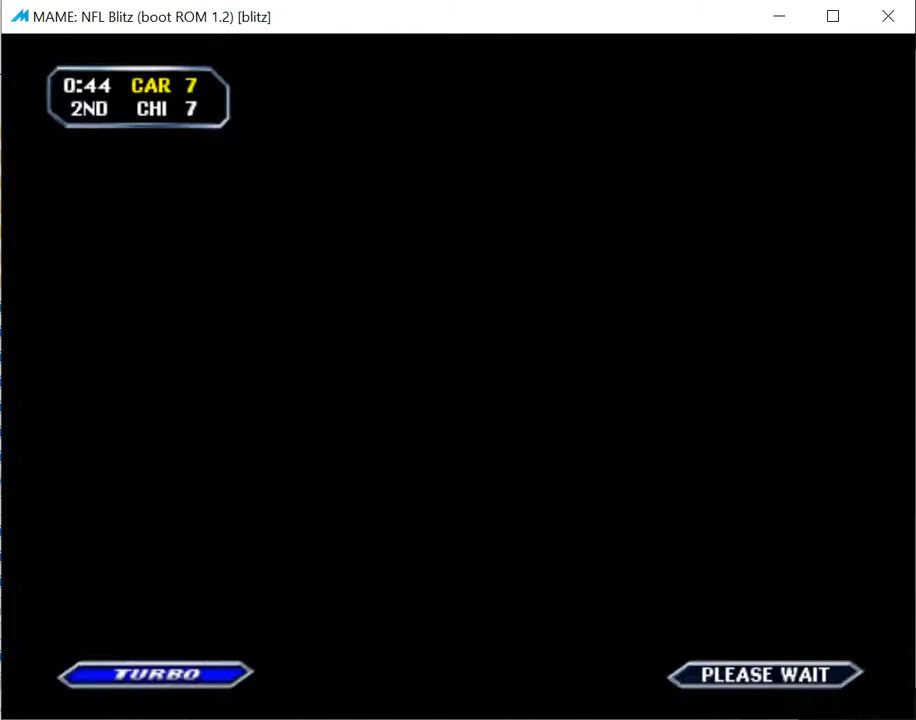 MAME: NFL Blitz (boot ROM 1.2) [blitz]
0:44 CAR 7
2ND CHI 7
TURBO
PLEASE WAIT